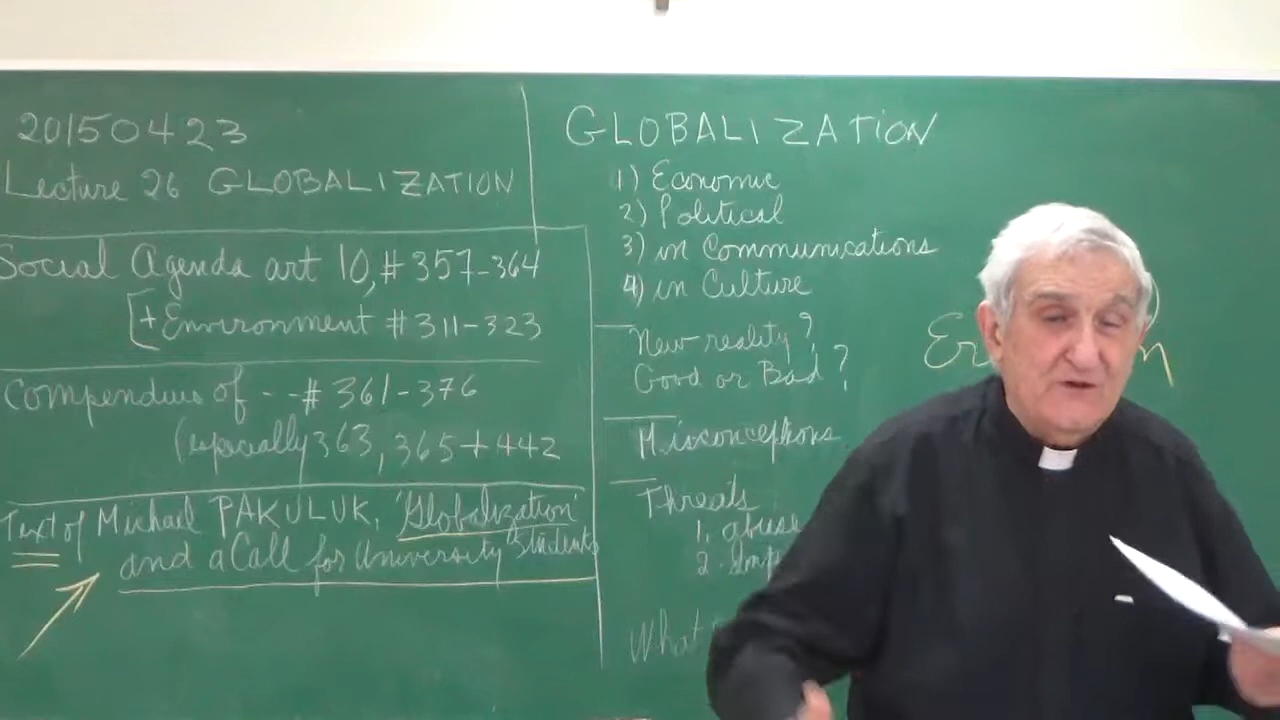 20150423
Lecture 26 GLOBALIZATION
Social Agenda art 10, # 357-364
[+Environment # 311-323
Compendium of --# 361-376
(especially 363, 365+442
Text of Michael PAKULUK, 'Globalization'
and a Call for University Students
GLOBALIZATION
1) Economic
2) Political
3) in Communications
4) in Culture
New reality?
Good or Bad?
Misconceptions
Threats
1. abuse
2.
What